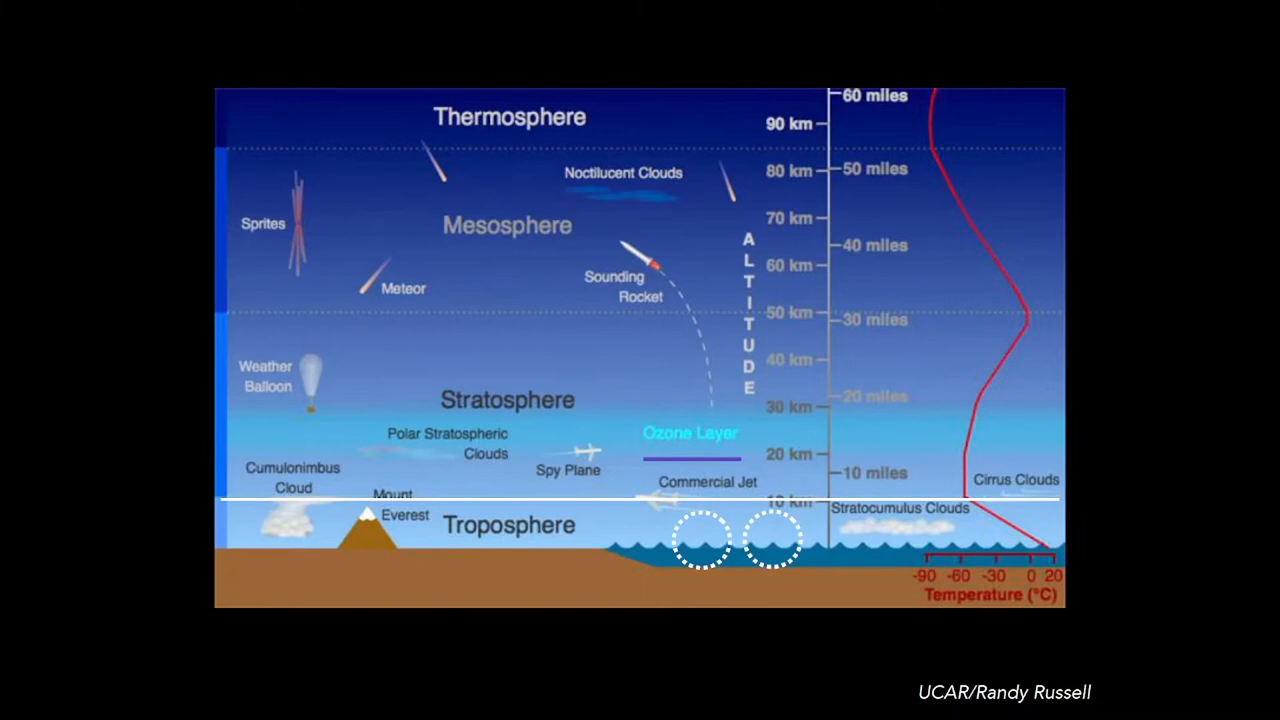 60 miles
Thermosphere
90 km
Noctilucent Clouds
80 km
50 miles
Sprites
Mesosphere
70 km
ALTITUDE
40 miles
60 km
Sounding
Rocket
Meteor
50 km
30 miles
Weather
Balloon
40 km
Stratosphere
20 miles
30 km
Polar Stratospheric
Clouds
Ozone Layer
20 km
Spy Plane
Cumulonimbus
Cloud
10 miles
Commercial Jet
Cirrus Clouds
Mount
Everest
10 km
Stratocumulus Clouds
Troposphere
-90 -60 -30 0 20
Temperature (°C)
UCAR/Randy Russell